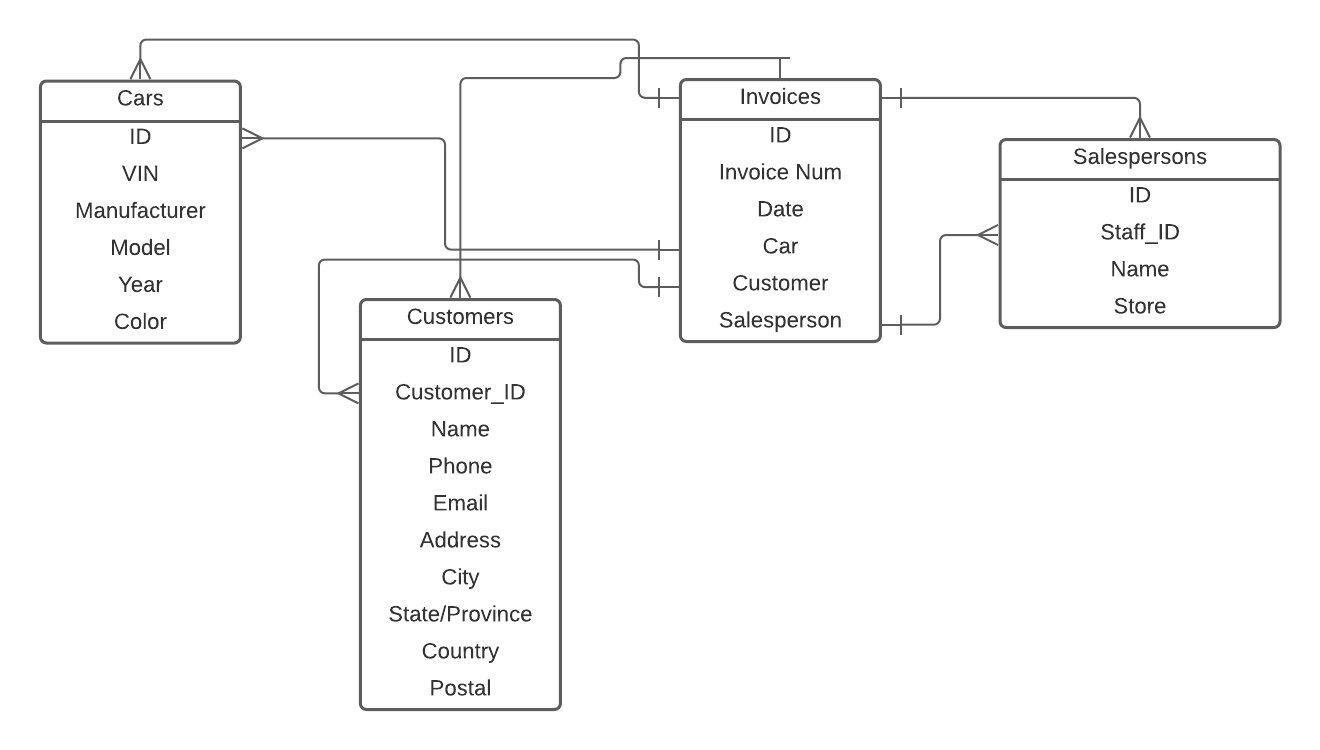 Cars
ID
VIN
Manufacturer
Model
Year
Color
Customers
ID
Customer_ID
Name
Phone
Email
Address
City
State/Province
Country
Postal
Invoices
ID
Invoice Num
Date
Car
Customer
Salesperson
Salespersons
ID
Staff_ID
Name
Store